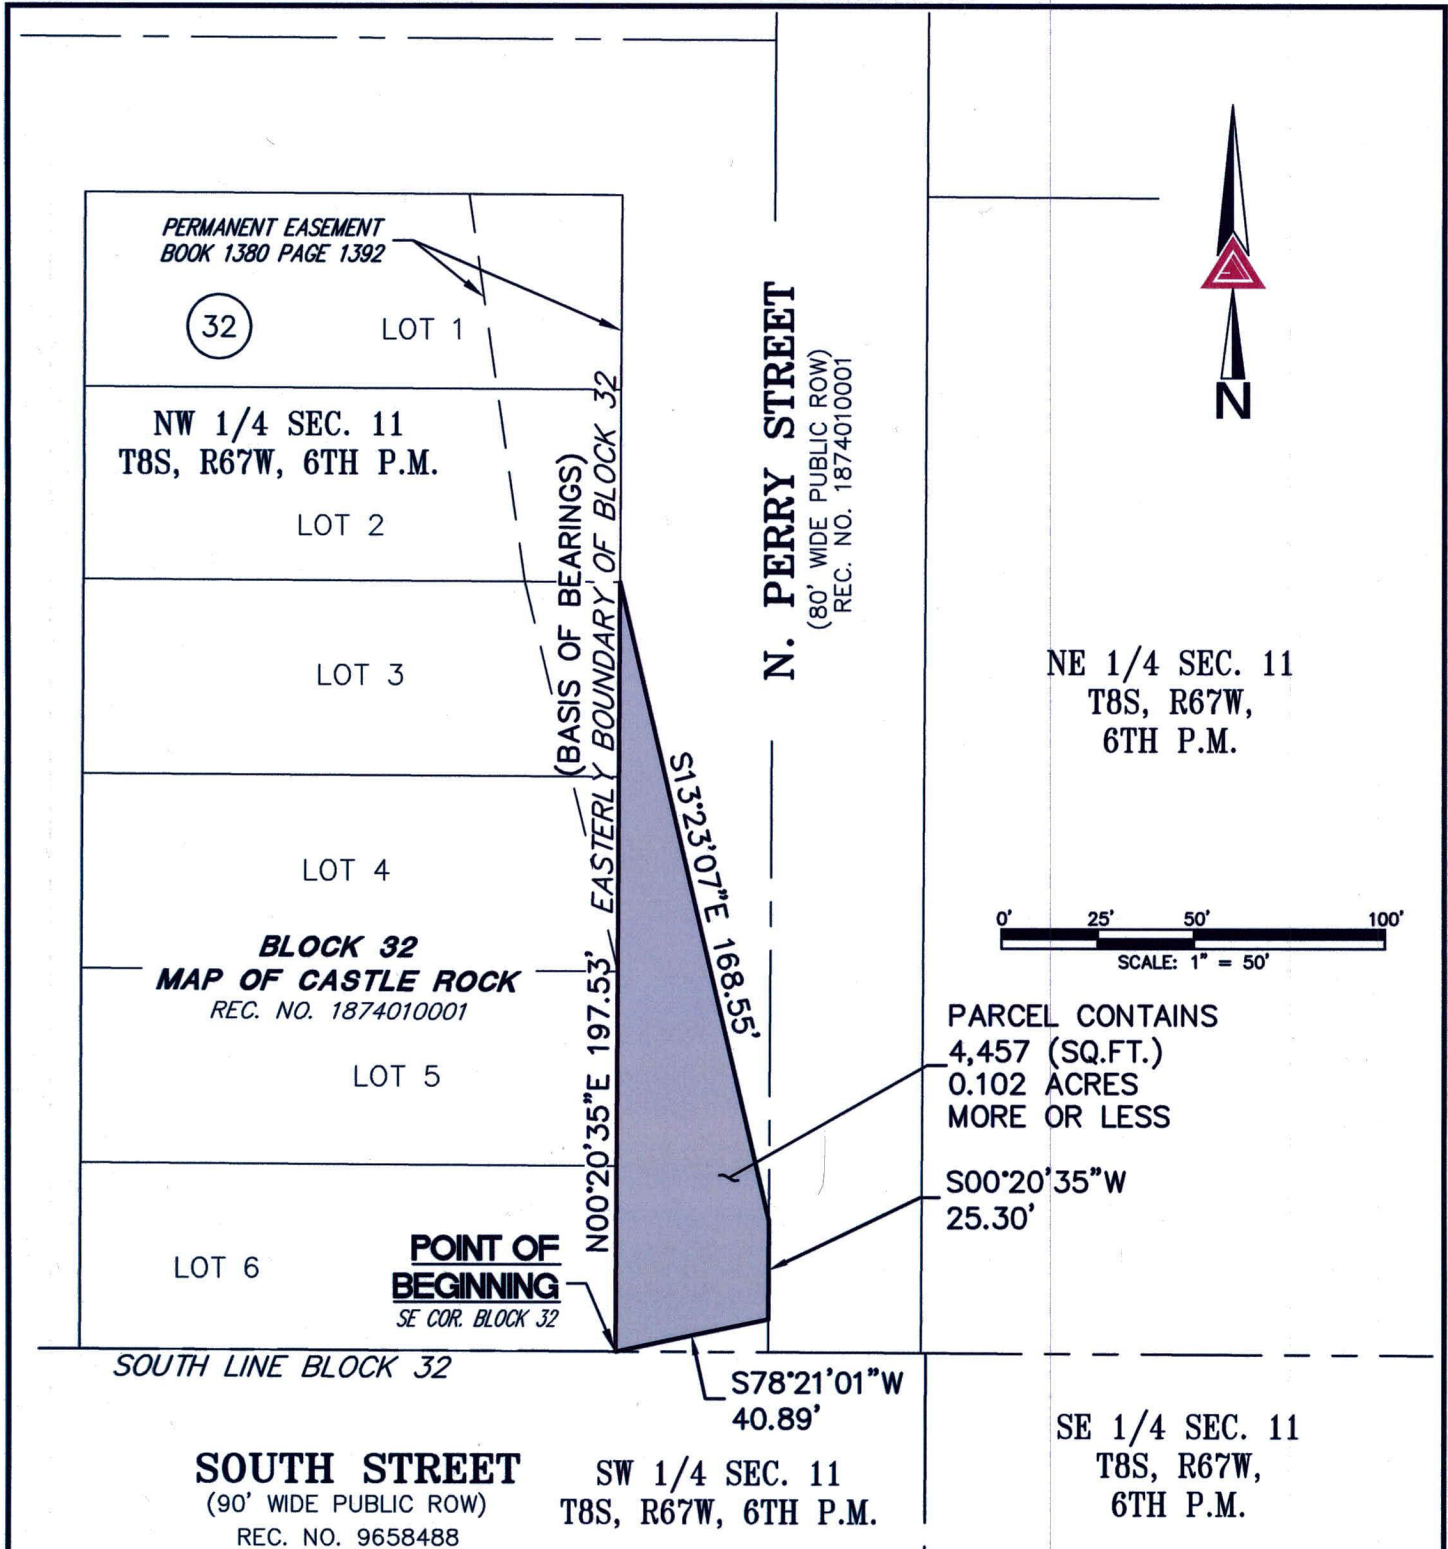 PERMANENT EASEMENT
BOOK 1380 PAGE 1392
32
LOT 1
NW 1/4 SEC. 11
T8S, R67W, 6TH P.M.
LOT 2
LOT 3
LOT 4
BLOCK 32
MAP OF CASTLE ROCK
REC. NO. 1874010001
LOT 5
LOT 6
(BASIS OF BEARINGS)
EASTERLY BOUNDARY OF BLOCK 32
N00°20'35"E 197.53'
S13°23'07"E 168.55'
N. PERRY STREET
(80' WIDE PUBLIC ROW)
REC. NO. 1874010001
N
NE 1/4 SEC. 11
T8S, R67W,
6TH P.M.
0' 25' 50' 100'
SCALE: 1" = 50'
PARCEL CONTAINS
4,457 (SQ.FT.)
0.102 ACRES
MORE OR LESS
S00°20'35"W
25.30'
POINT OF
BEGINNING
SE COR. BLOCK 32
SOUTH LINE BLOCK 32
S78°21'01"W
40.89'
SOUTH STREET
(90' WIDE PUBLIC ROW)
REC. NO. 9658488
SW 1/4 SEC. 11
T8S, R67W, 6TH P.M.
SE 1/4 SEC. 11
T8S, R67W,
6TH P.M.